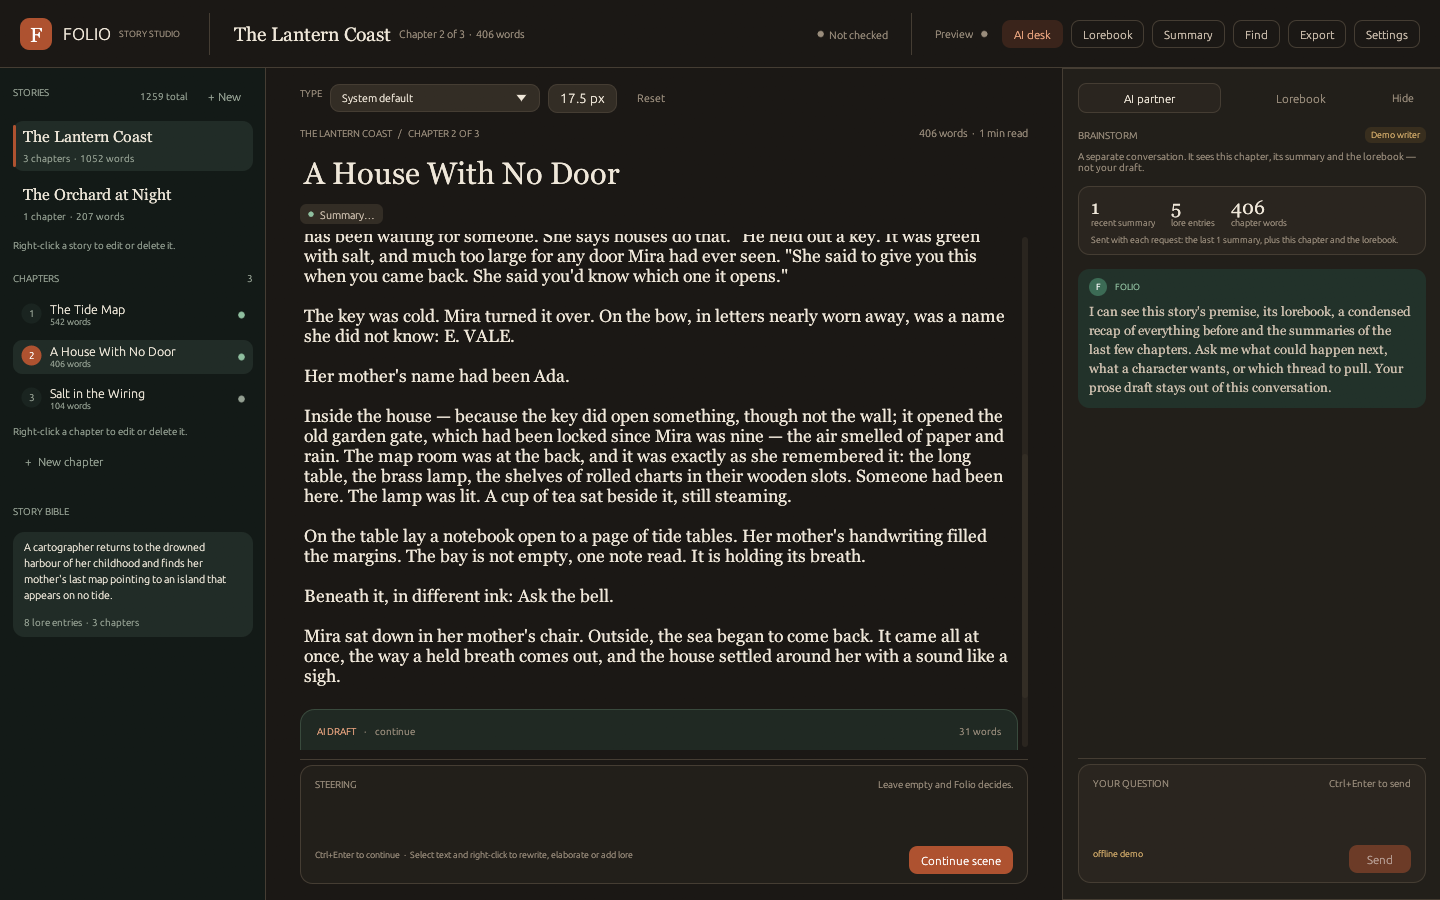 F FOLIO STORY STUDIO
The Lantern Coast Chapter 2 of 3 · 406 words
Not checked
Preview
AI desk
Lorebook
Summary
Find
Export
Settings
STORIES 1259 total + New
The Lantern Coast
3 chapters · 1052 words
The Orchard at Night
1 chapter · 207 words
Right-click a story to edit or delete it.
CHAPTERS 3
1 The Tide Map
542 words
2 A House With No Door
406 words
3 Salt in the Wiring
104 words
Right-click a chapter to edit or delete it.
+ New chapter
STORY BIBLE
A cartographer returns to the drowned
harbour of her childhood and finds her
mother's last map pointing to an island that
appears on no tide.
8 lore entries · 3 chapters
TYPE System default 17.5 px Reset
THE LANTERN COAST / CHAPTER 2 OF 3 406 words · 1 min read
A House With No Door
Summary...
has been waiting for someone. She says houses do that." He held out a key. It was green
with salt, and much too large for any door Mira had ever seen. "She said to give you this
when you came back. She said you'd know which one it opens."
The key was cold. Mira turned it over. On the bow, in letters nearly worn away, was a name
she did not know: E. VALE.
Her mother's name had been Ada.
Inside the house — because the key did open something, though not the wall; it opened the
old garden gate, which had been locked since Mira was nine — the air smelled of paper and
rain. The map room was at the back, and it was exactly as she remembered it: the long
table, the brass lamp, the shelves of rolled charts in their wooden slots. Someone had been
here. The lamp was lit. A cup of tea sat beside it, still steaming.
On the table lay a notebook open to a page of tide tables. Her mother's handwriting filled
the margins. The bay is not empty, one note read. It is holding its breath.
Beneath it, in different ink: Ask the bell.
Mira sat down in her mother's chair. Outside, the sea began to come back. It came all at
once, the way a held breath comes out, and the house settled around her with a sound like a
sigh.
AI DRAFT · continue 31 words
STEERING Leave empty and Folio decides.
Ctrl+Enter to continue · Select text and right-click to rewrite, elaborate or add lore
Continue scene
AI partner Lorebook Hide
BRAINSTORM Demo writer
A separate conversation. It sees this chapter, its summary and the lorebook —
not your draft.
1 5 406
recent summary lore entries chapter words
Sent with each request: the last 1 summary, plus this chapter and the lorebook.
F FOLIO
I can see this story's premise, its lorebook, a condensed
recap of everything before and the summaries of the
last few chapters. Ask me what could happen next,
what a character wants, or which thread to pull. Your
prose draft stays out of this conversation.
YOUR QUESTION Ctrl+Enter to send
offline demo
Send